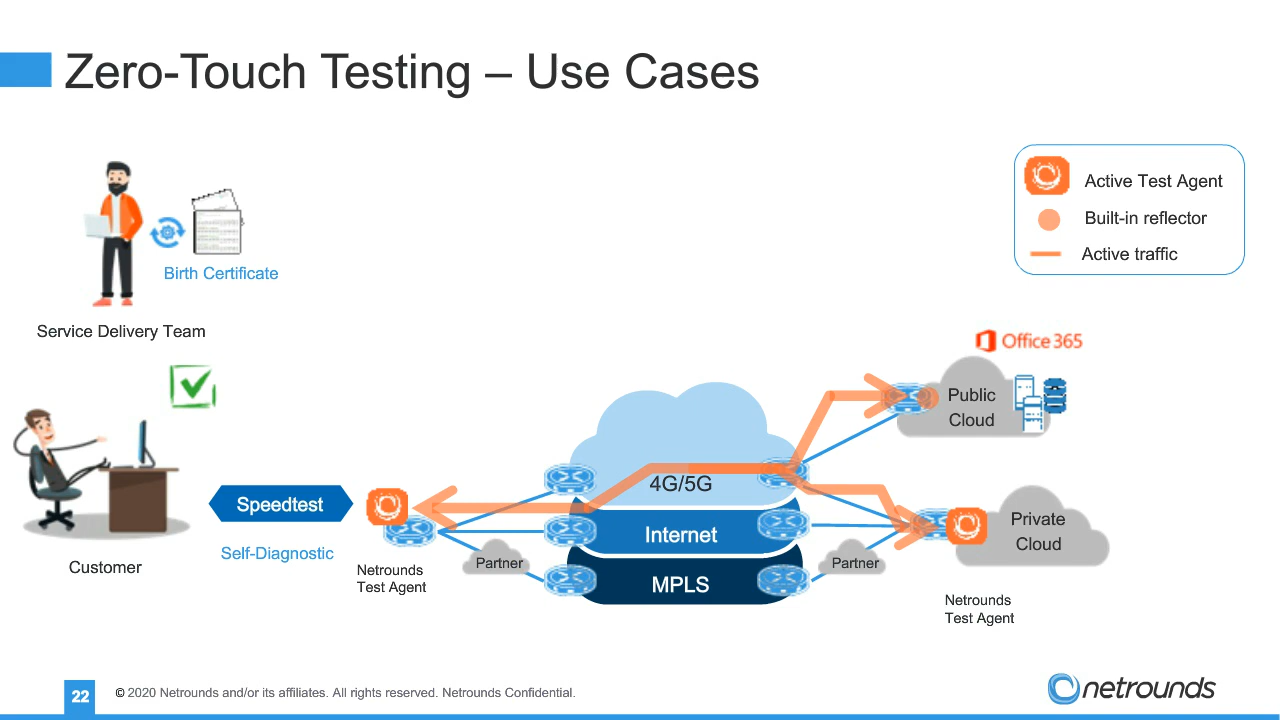 Zero-Touch Testing – Use Cases
Active Test Agent
Built-in reflector
Active traffic
Birth Certificate
Service Delivery Team
Office 365
Public
Cloud
4G/5G
Speedtest
Internet
Private
Cloud
Self-Diagnostic
Customer
Netrounds
Test Agent
Partner
MPLS
Partner
Netrounds
Test Agent
22
© 2020 Netrounds and/or its affiliates. All rights reserved. Netrounds Confidential.
netrounds